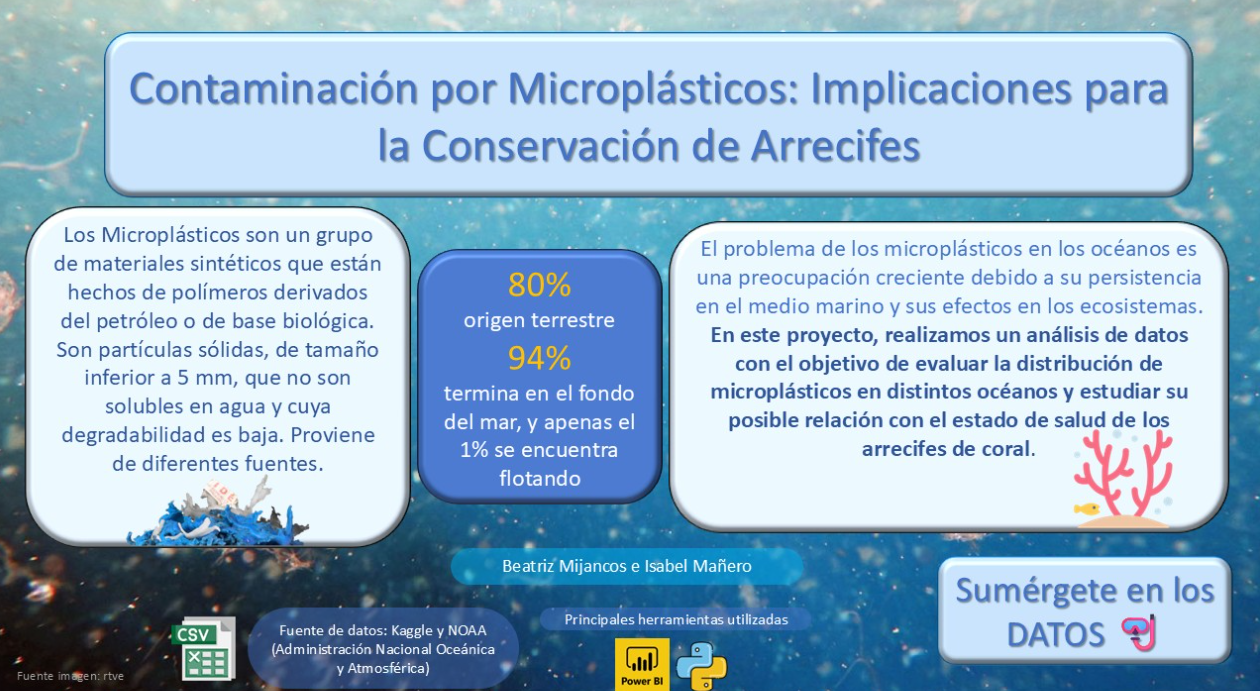 Contaminación por Microplásticos: Implicaciones para
la Conservación de Arrecifes
Los Microplásticos son un grupo
de materiales sintéticos que están
hechos de polímeros derivados
del petróleo o de base biológica.
Son partículas sólidas, de tamaño
inferior a 5 mm, que no son
solubles en agua y cuya
degradabilidad es baja. Proviene
de diferentes fuentes.
80%
origen terrestre
94%
termina en el fondo
del mar, y apenas el
1% se encuentra
flotando
El problema de los microplásticos en los océanos es
una preocupación creciente debido a su persistencia
en el medio marino y sus efectos en los ecosistemas.
En este proyecto, realizamos un análisis de datos
con el objetivo de evaluar la distribución de
microplásticos en distintos océanos y estudiar su
posible relación con el estado de salud de los
arrecifes de coral.
Beatriz Mijancos e Isabel Mañero
Sumérgete en los
DATOS
CSV
Fuente de datos: Kaggle y NOAA
(Administración Nacional Oceánica
y Atmosférica)
Principales herramientas utilizadas
Power BI
Fuente imagen: rtve